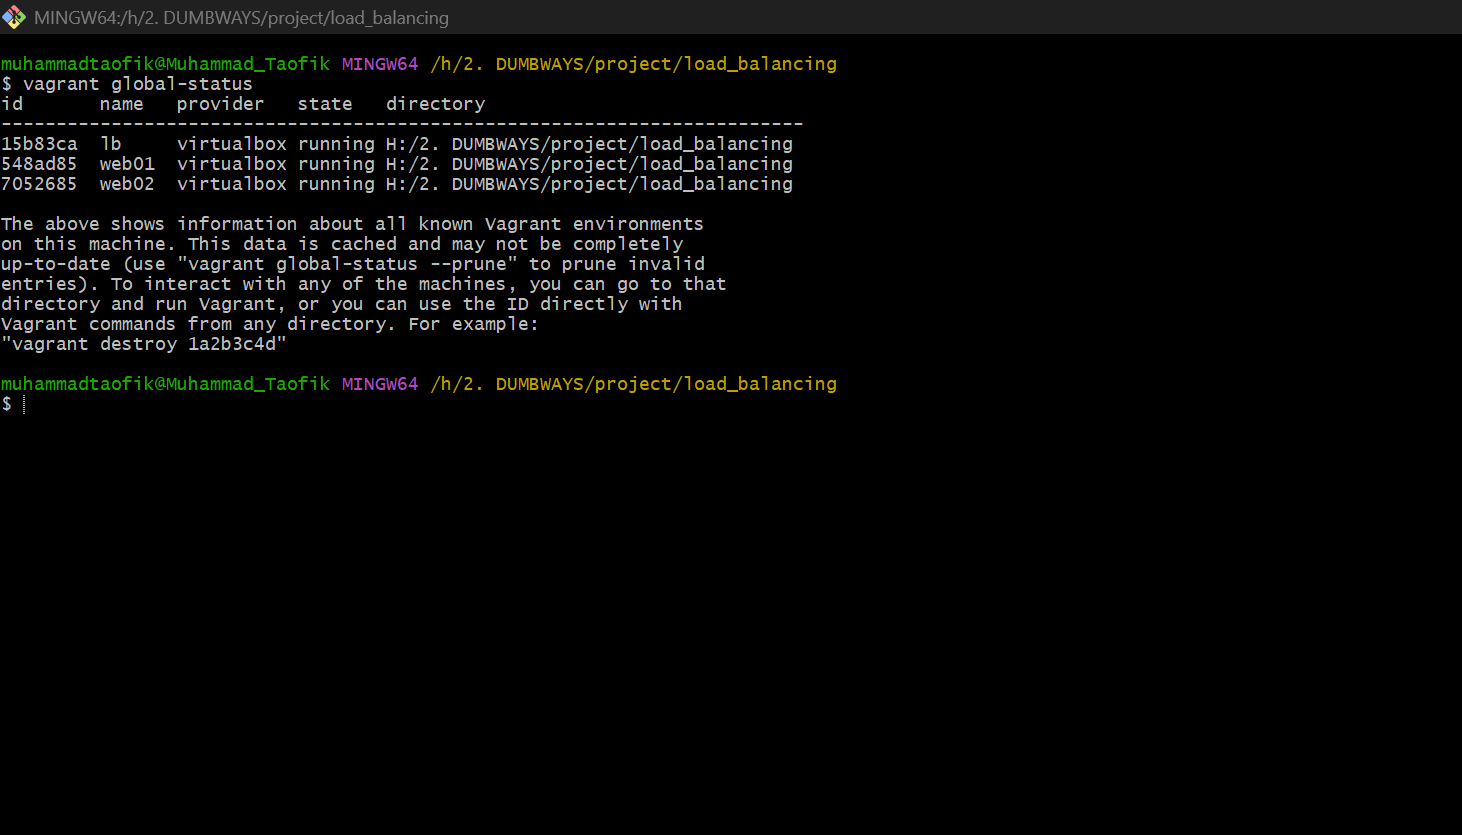 MINGW64:/h/2. DUMBWAYS/project/load_balancing
muhammadtaofik@Muhammad_Taofik MINGW64 /h/2. DUMBWAYS/project/load_balancing
$ vagrant global-status
id       name   provider   state   directory
-------------------------------------------------------------------------
15b83ca  lb     virtualbox running H:/2. DUMBWAYS/project/load_balancing
548ad85  web01  virtualbox running H:/2. DUMBWAYS/project/load_balancing
7052685  web02  virtualbox running H:/2. DUMBWAYS/project/load_balancing
The above shows information about all known Vagrant environments
on this machine. This data is cached and may not be completely
up-to-date (use "vagrant global-status --prune" to prune invalid
entries). To interact with any of the machines, you can go to that
directory and run Vagrant, or you can use the ID directly with
Vagrant commands from any directory. For example:
"vagrant destroy 1a2b3c4d"
muhammadtaofik@Muhammad_Taofik MINGW64 /h/2. DUMBWAYS/project/load_balancing
$